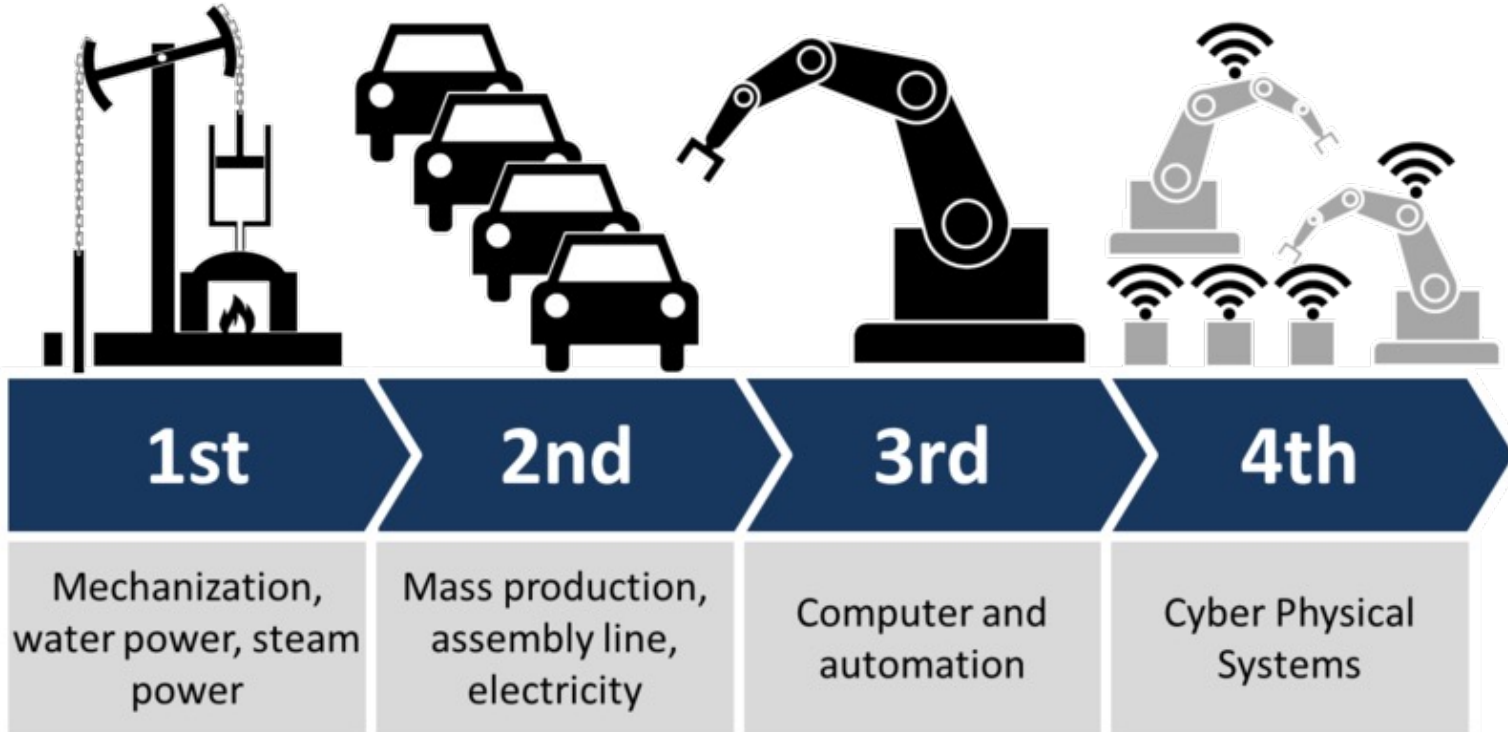 1st
2nd
3rd
4th
Mechanization,
water power, steam
power
Mass production,
assembly line,
electricity
Computer and
automation
Cyber Physical
Systems